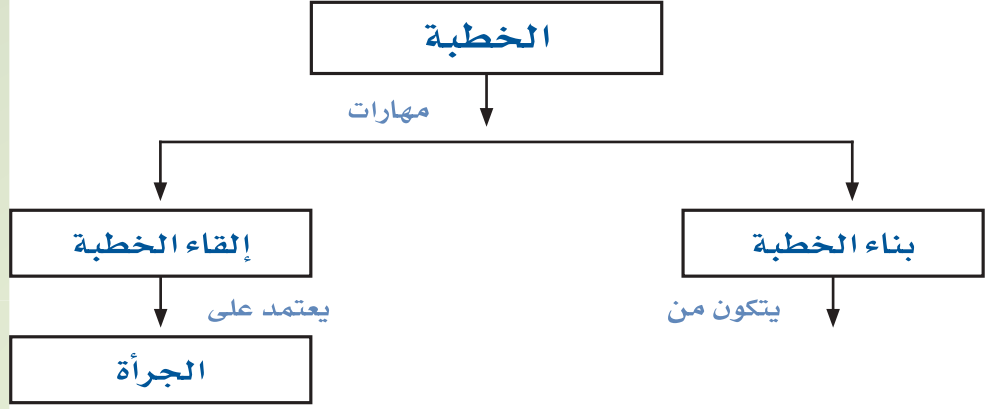 الخطبة
مهارات
بناء الخطبة
إلقاء الخطبة
يتكون من
يعتمد على
الجرأة